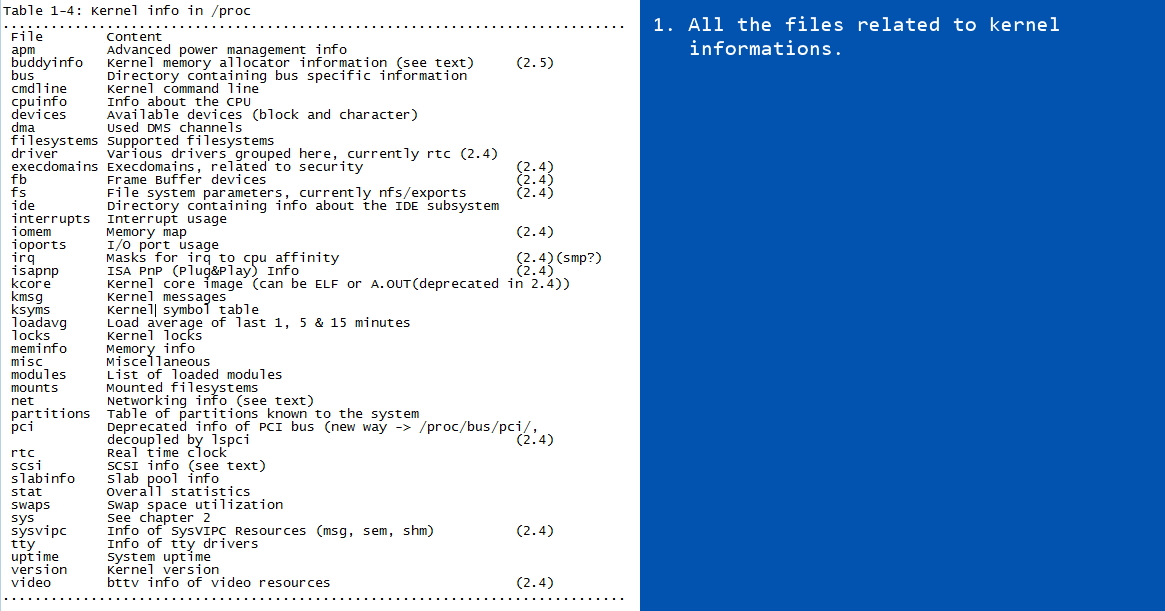 Table 1-4: Kernel info in /proc
..............................................................................
File        Content
apm         Advanced power management info
buddyinfo   Kernel memory allocator information (see text)     (2.5)
bus         Directory containing bus specific information
cmdline     Kernel command line
cpuinfo     Info about the CPU
devices     Available devices (block and character)
dma         Used DMS channels
filesystems Supported filesystems
driver      Various drivers grouped here, currently rtc (2.4)
execdomains Execdomains, related to security                   (2.4)
fb          Frame Buffer devices                               (2.4)
fs          File system parameters, currently nfs/exports      (2.4)
ide         Directory containing info about the IDE subsystem
interrupts  Interrupt usage
iomem       Memory map                                         (2.4)
ioports     I/O port usage
irq         Masks for irq to cpu affinity                      (2.4)(smp?)
isapnp      ISA PnP (Plug&Play) Info                           (2.4)
kcore       Kernel core image (can be ELF or A.OUT(deprecated in 2.4))
kmsg        Kernel messages
ksyms       Kernel symbol table
loadavg     Load average of last 1, 5 & 15 minutes
locks       Kernel locks
meminfo     Memory info
misc        Miscellaneous
modules     List of loaded modules
mounts      Mounted filesystems
net         Networking info (see text)
partitions  Table of partitions known to the system
pci         Deprecated info of PCI bus (new way -> /proc/bus/pci/,
            decoupled by lspci                                 (2.4)
rtc         Real time clock
scsi        SCSI info (see text)
slabinfo    Slab pool info
stat        Overall statistics
swaps       Swap space utilization
sys         See chapter 2
sysvipc     Info of SysVIPC Resources (msg, sem, shm)          (2.4)
tty         Info of tty drivers
uptime      System uptime
version     Kernel version
video       bttv info of video resources                       (2.4)
..............................................................................
1. All the files related to kernel
informations.